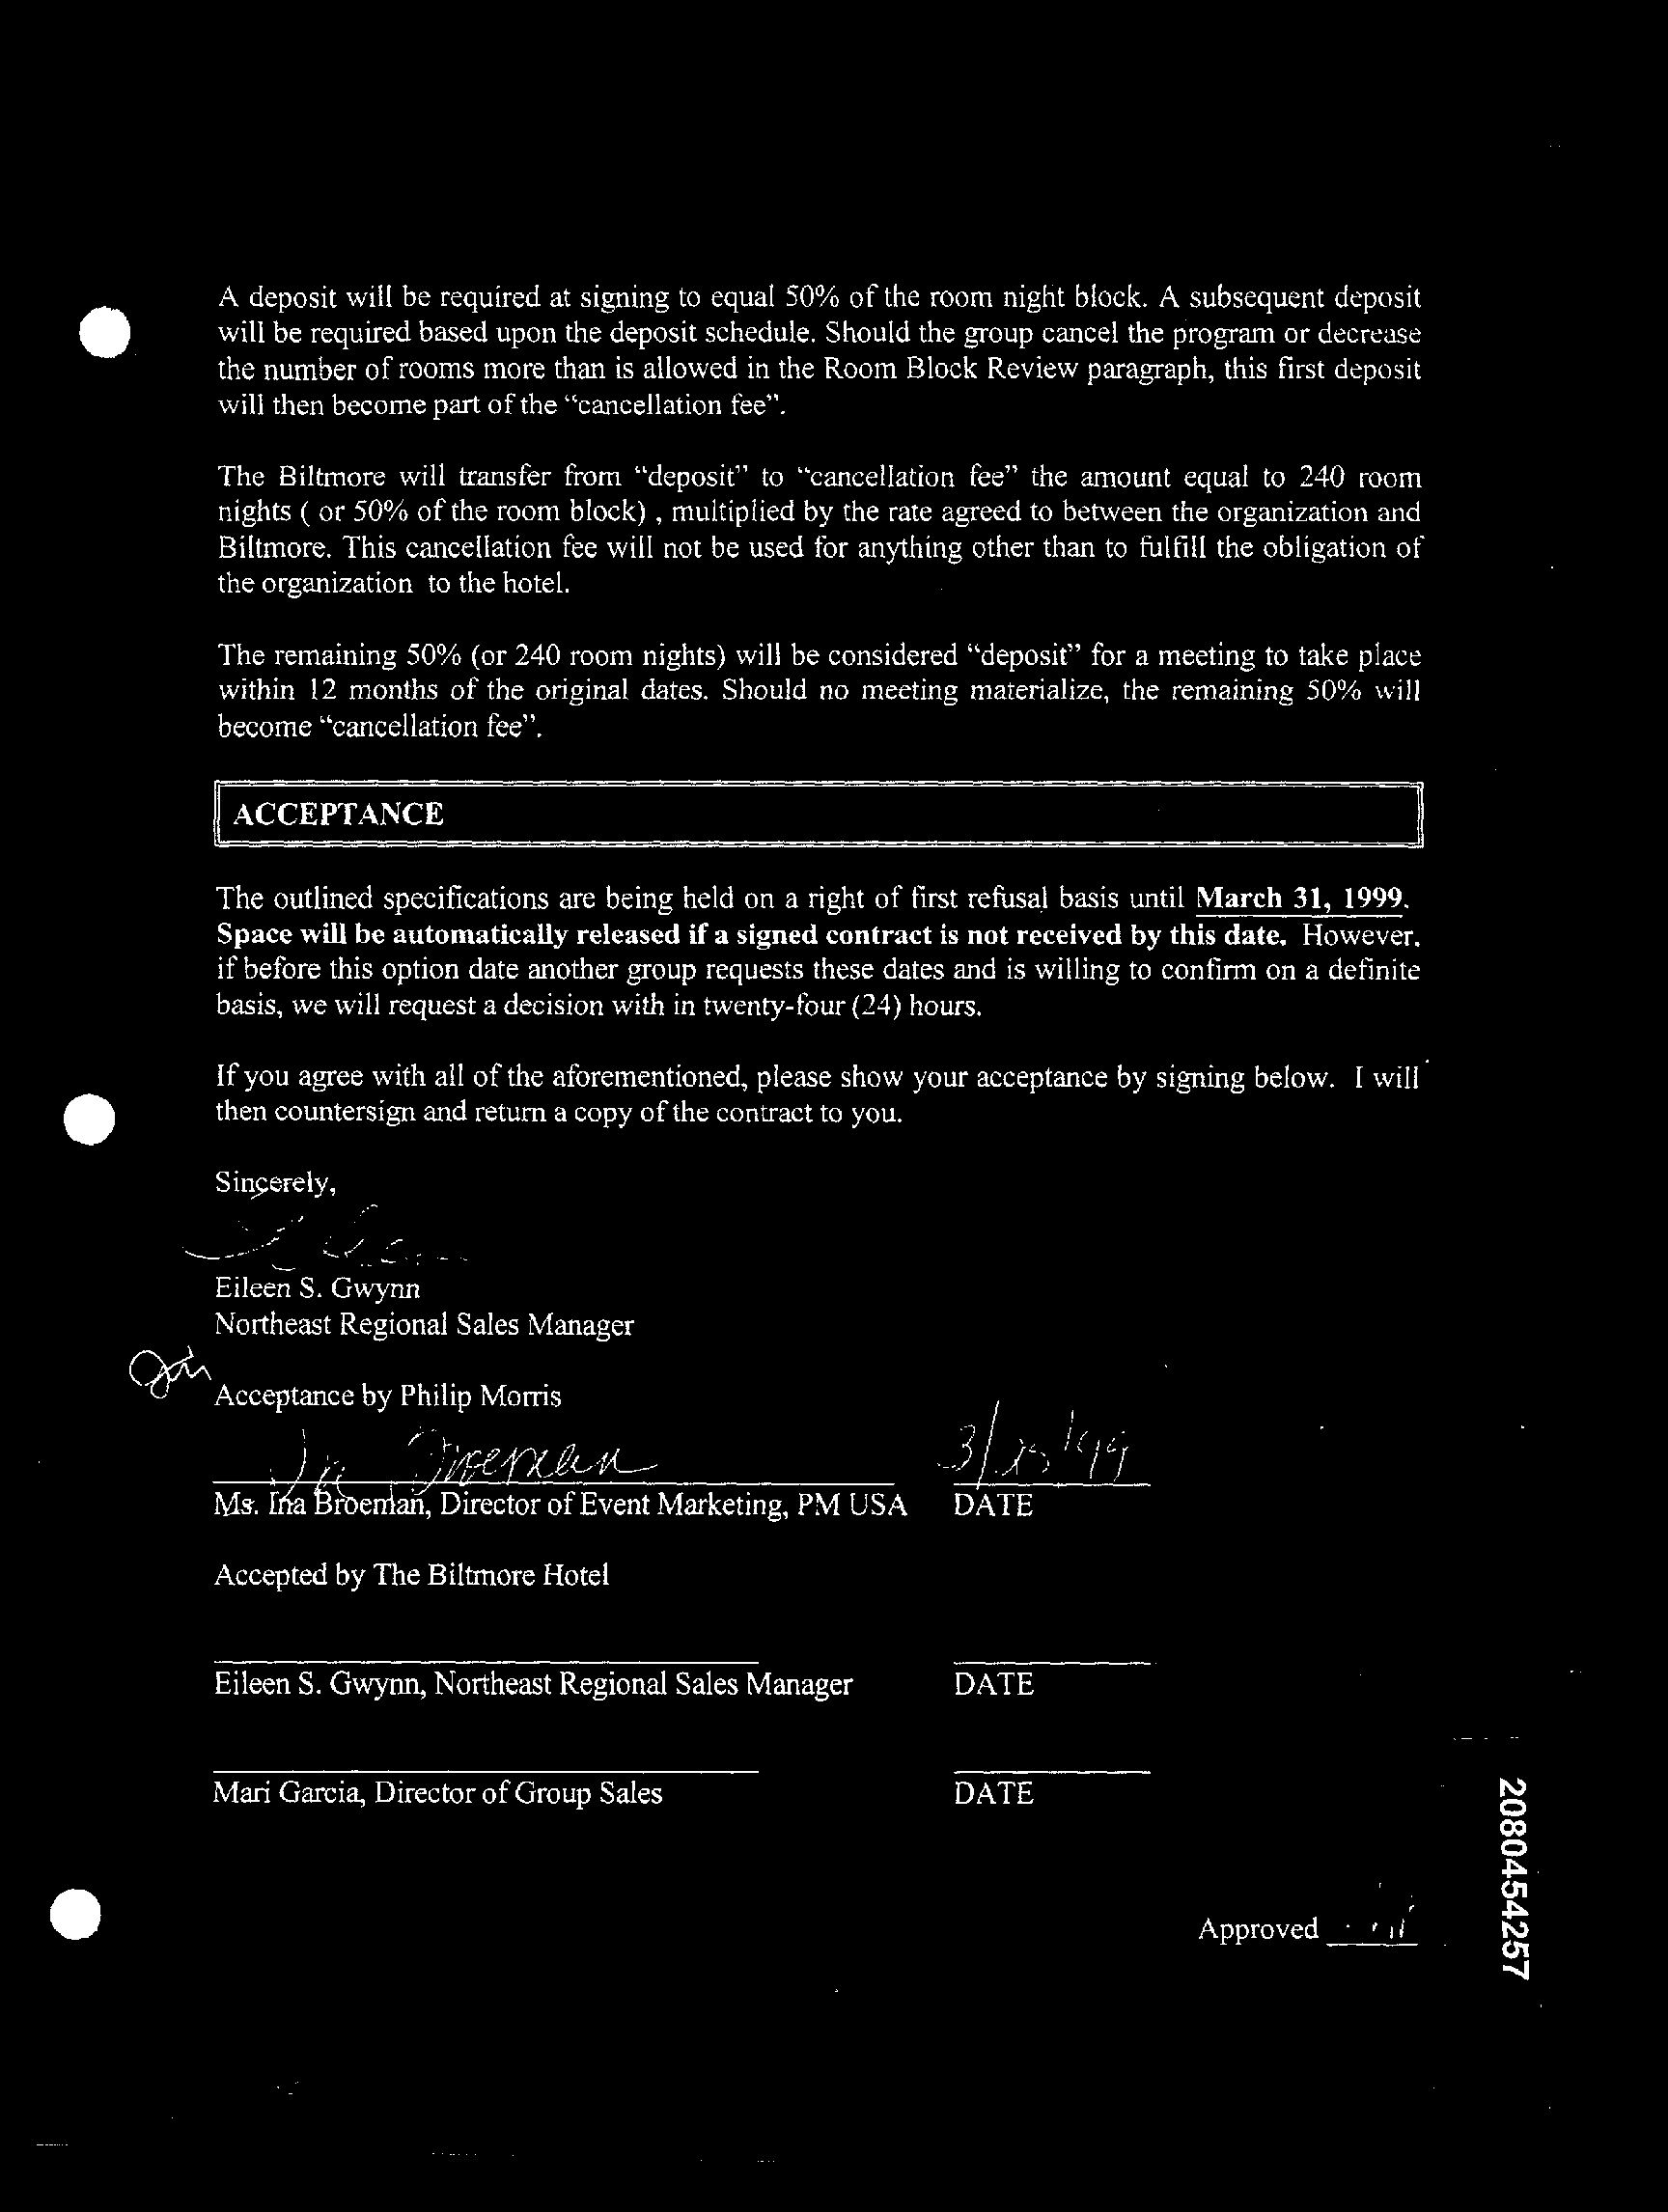 A deposit will be required at signing to equal 50% of the room night block. A subsequent deposit
will be required based upon the deposit schedule. Should the group cancel the program or decrease
the number of rooms more than is allowed in the Room Block Review paragraph, this first deposit
will then become part of the “cancellation fee”.
The Biltmore will transfer from “deposit” to “cancellation fee” the amount equal to 240 room
nights ( or 50% of the room block) , multiplied by the rate agreed to between the organization and
Biltmore. This cancellation fee will not be used for anything other than to fulfill the obligation of
the organization to the hotel.
The remaining 50% (or 240 room nights) will be considered “deposit” for a meeting to take place
within 12 months of the original dates. Should no meeting materialize, the remaining 50% will
become “cancellation fee”.
ACCEPTANCE
The outlined specifications are being held on a right of first refusal basis until March 31, 1999.
Space will be automatically released if a signed contract is not received by this date. However,
if before this option date another group requests these dates and is willing to confirm on a definite
basis, we will request a decision with in twenty-four (24) hours.
If you agree with all of the aforementioned, please show your acceptance by signing below. I will
then countersign and return a copy of the contract to you.
Sincerely,
Eileen S. Gwynn
Northeast Regional Sales Manager
Acceptance by Philip Morris
Ms. Ina Broeman, Director of Event Marketing, PM USA DATE
Accepted by The Biltmore Hotel
Eileen S. Gwynn, Northeast Regional Sales Manager DATE
Mari Garcia, Director of Group Sales DATE
Approved
2080454257